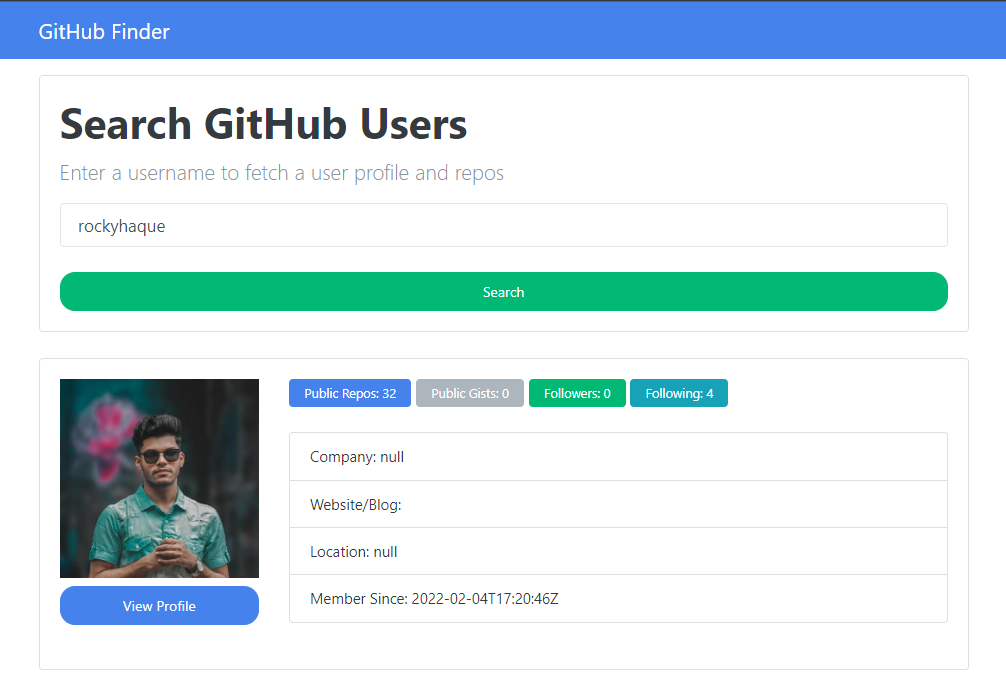 GitHub Finder
Search GitHub Users
Enter a username to fetch a user profile and repos
rockyhaque
Search
Public Repos: 32 Public Gists: 0 Followers: 0 Following: 4
Company: null
Website/Blog:
Location: null
Member Since: 2022-02-04T17:20:46Z
View Profile